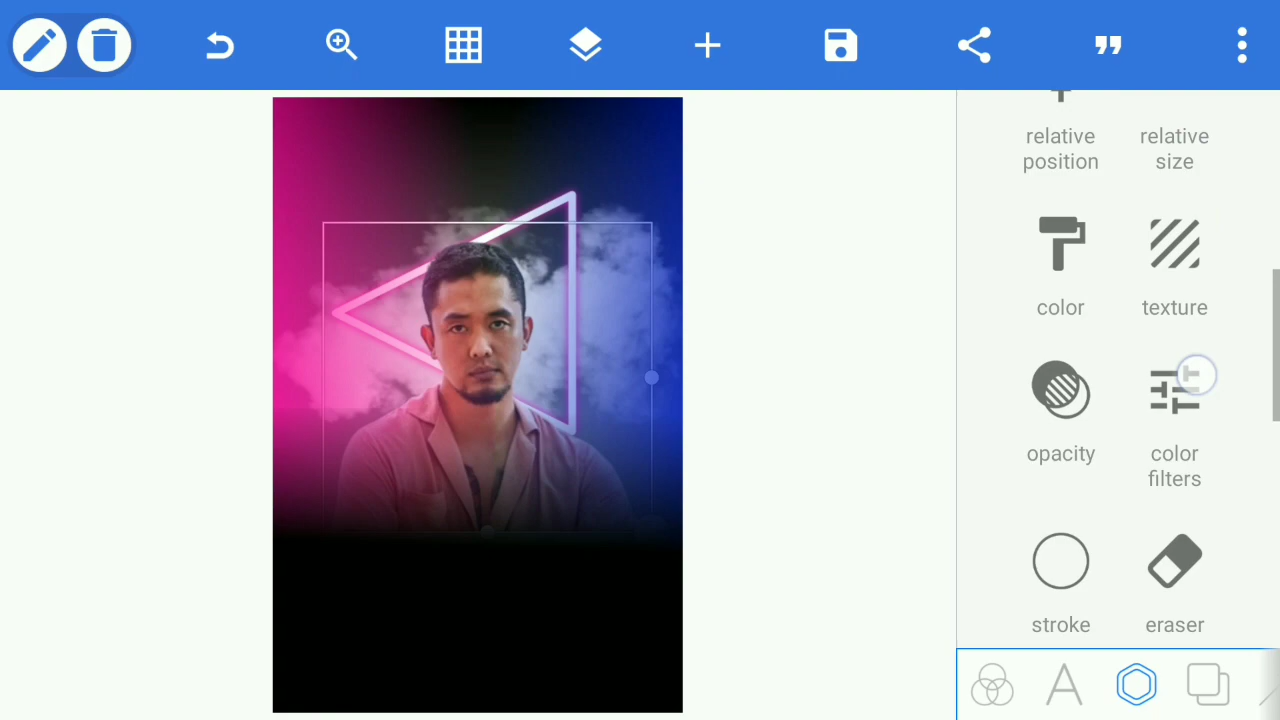 relative
position
relative
size
color
texture
opacity
color
filters
stroke
eraser